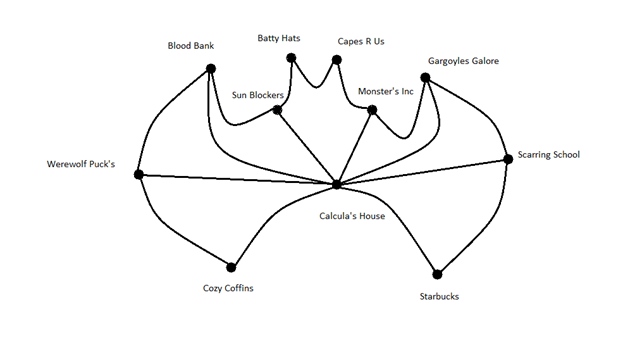 Batty Hats
Capes R Us
Blood Bank
Gargoyles Galore
Sun Blockers
Monster's Inc
Scarring School
Werewolf Puck's
Calcula's House
Cozy Coffins
Starbucks